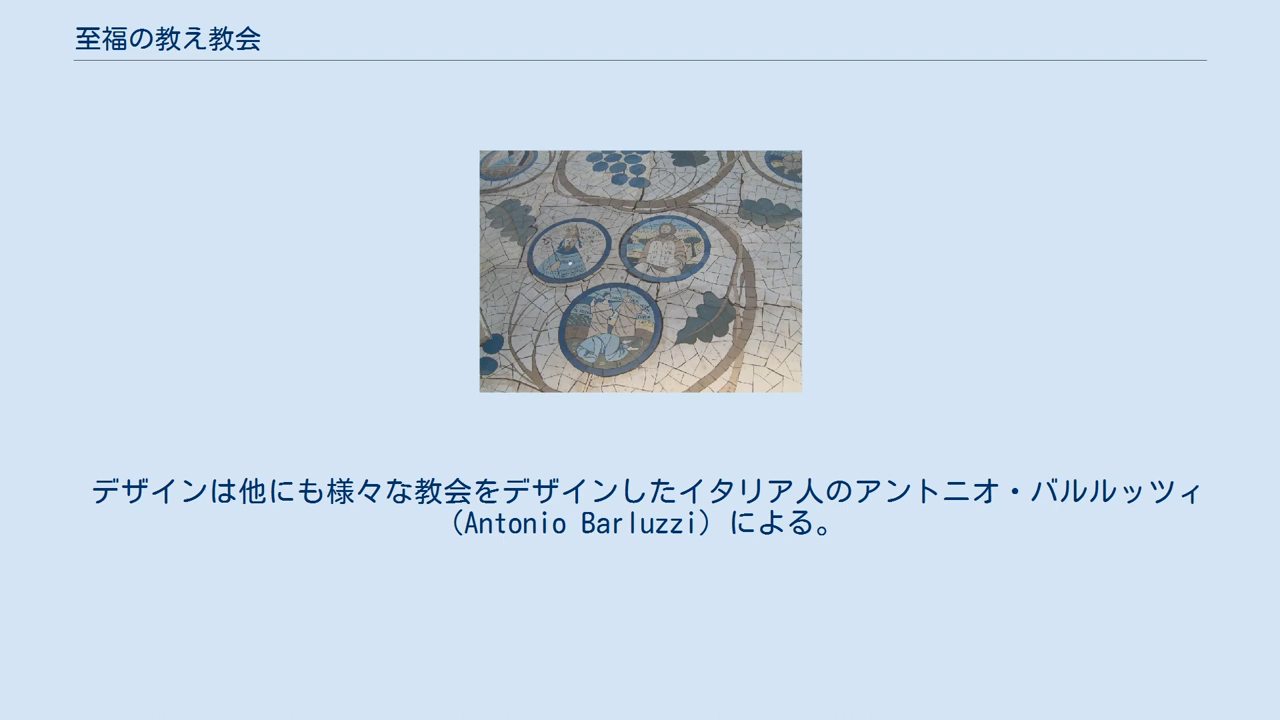 至福の教え教会
デザインは他にも様々な教会をデザインしたイタリア人のアントニオ・バルルッツィ
（Antonio Barluzzi）による。